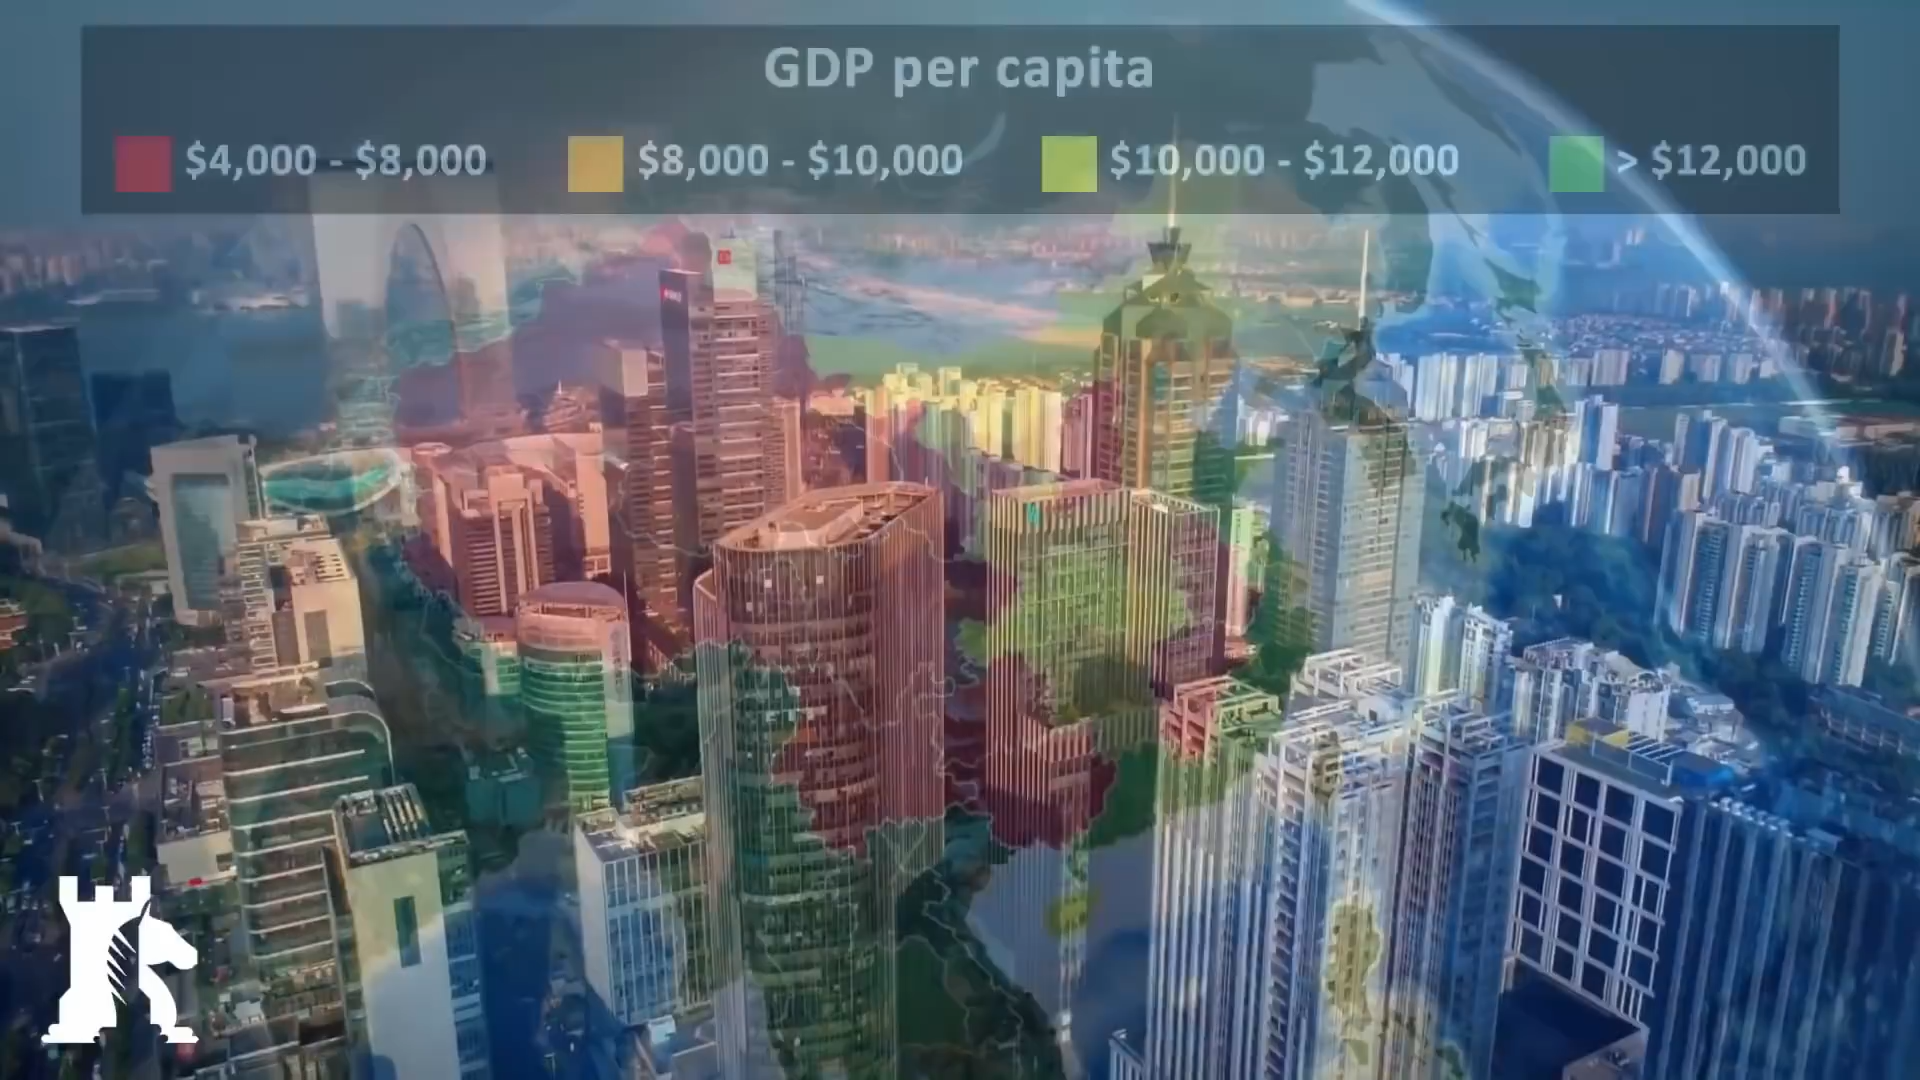 GDP per capita
$4,000 - $8,000
$8,000 - $10,000
$10,000 - $12,000
> $12,000